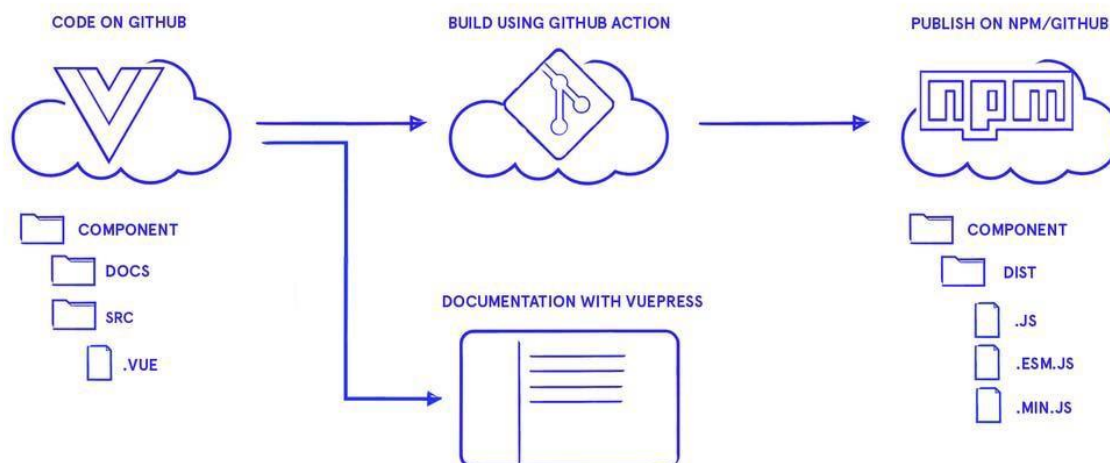 CODE ON GITHUB
BUILD USING GITHUB ACTION
PUBLISH ON NPM/GITHUB
npm
COMPONENT
DOCS
SRC
.VUE
DOCUMENTATION WITH VUEPRESS
COMPONENT
DIST
.JS
.ESM.JS
.MIN.JS